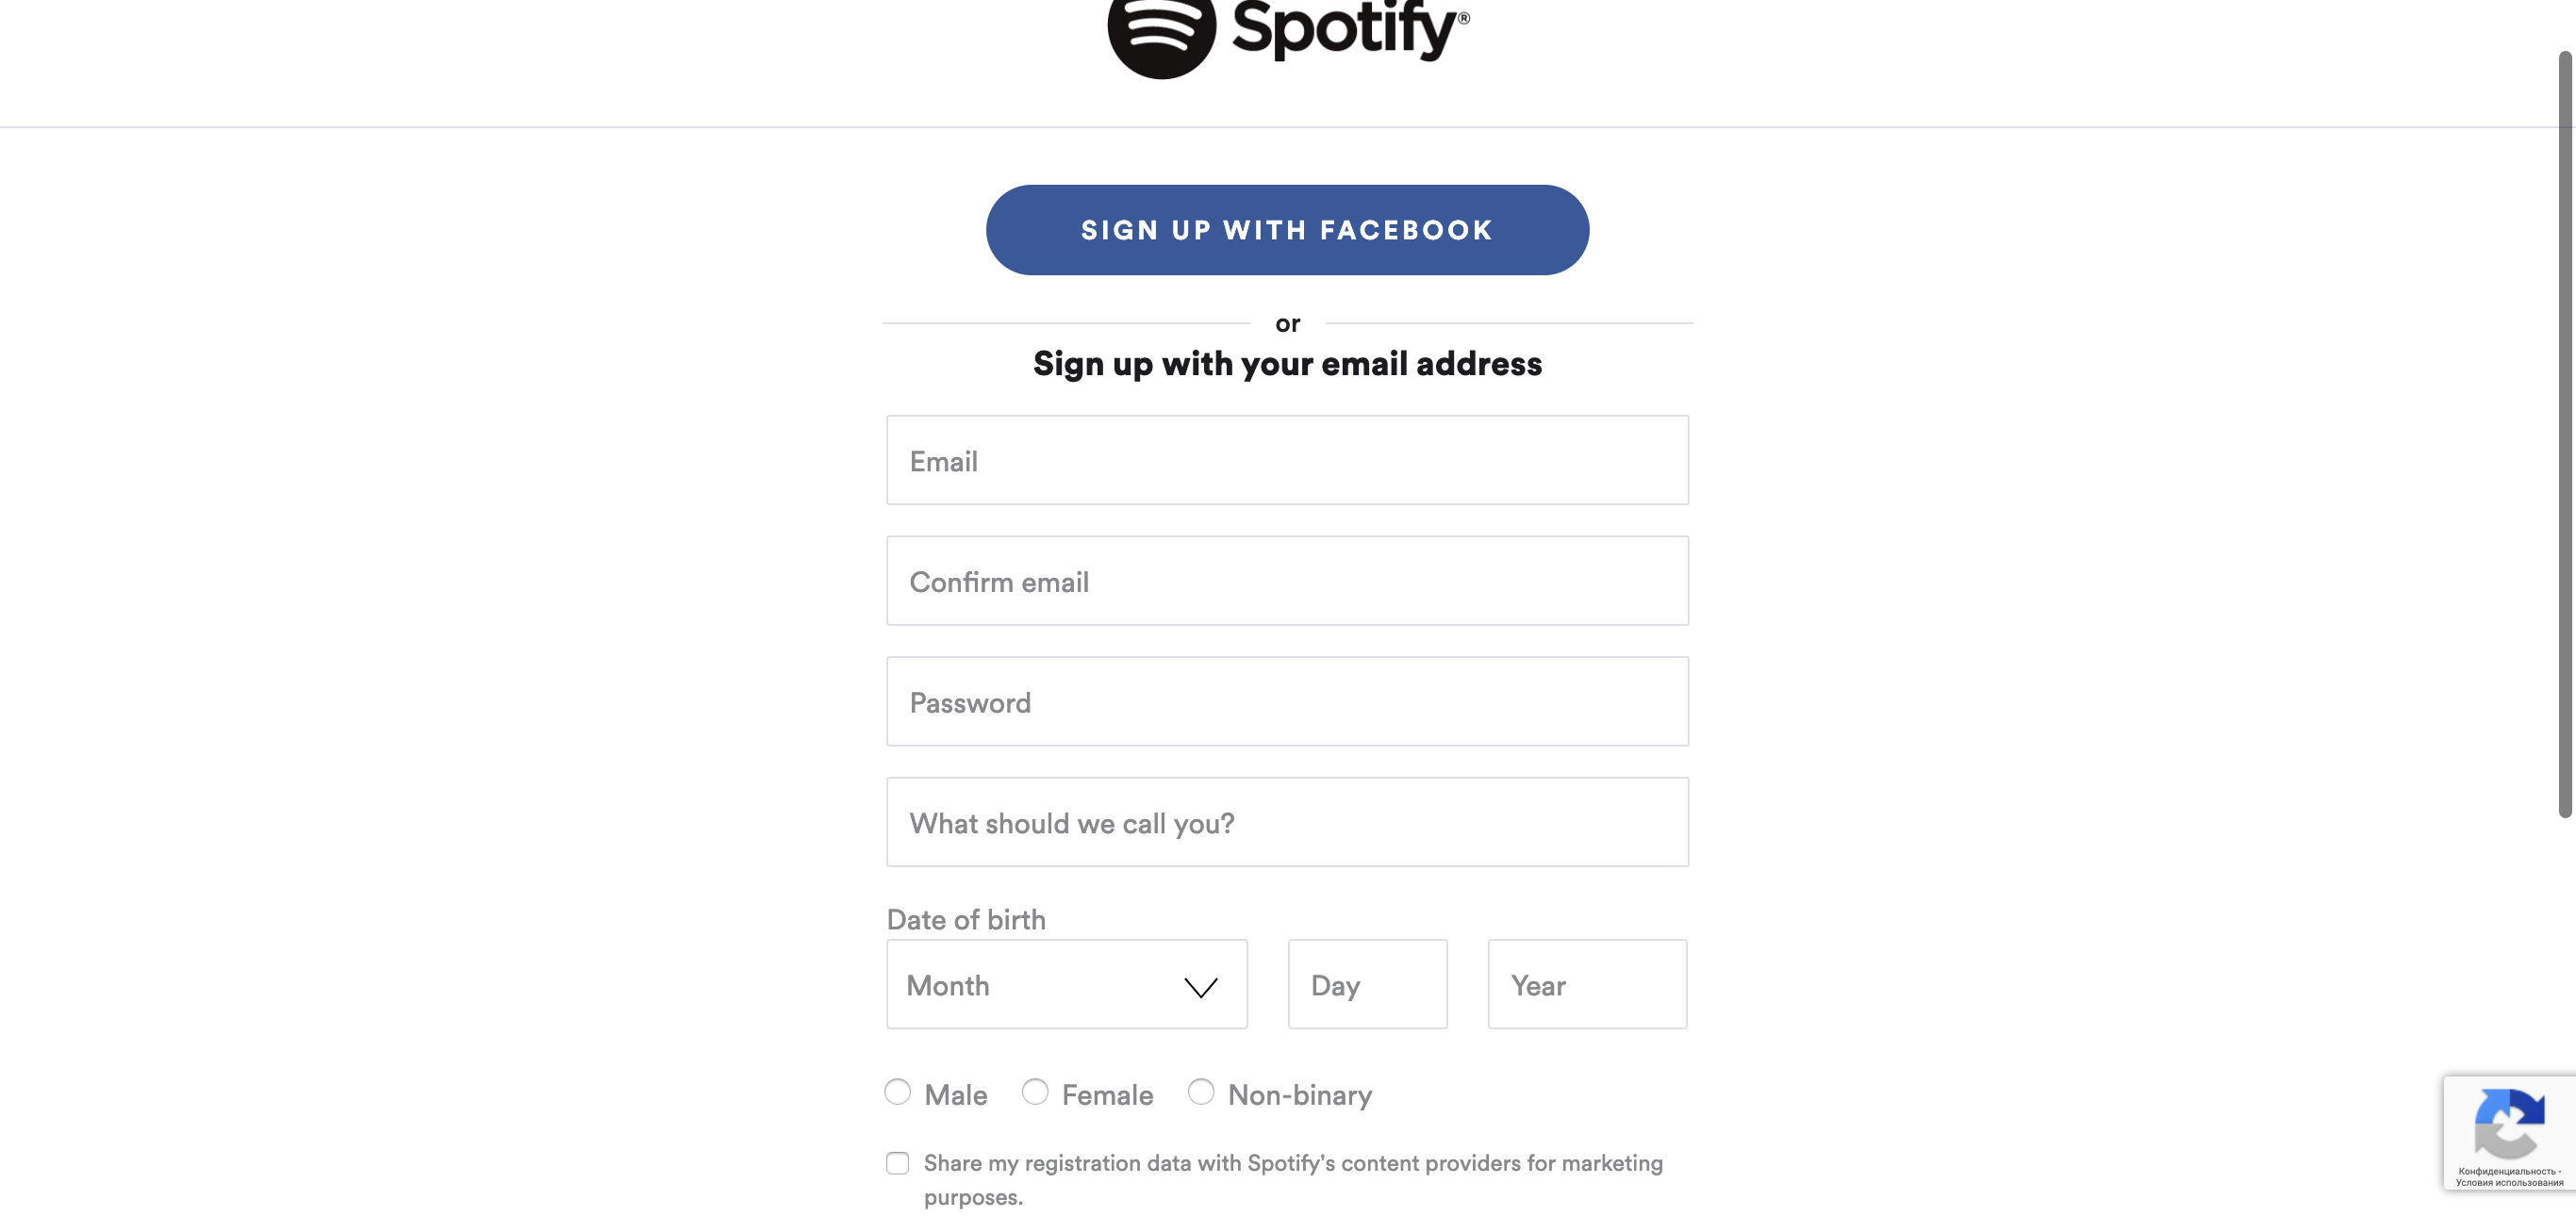 Spotify®
SIGN UP WITH FACEBOOK
or
Sign up with your email address
Email
Confirm email
Password
What should we call you?
Date of birth
Month
Day
Year
Male
Female
Non-binary
Share my registration data with Spotify's content providers for marketing
purposes.
Конфиденциальность -
Условия использования